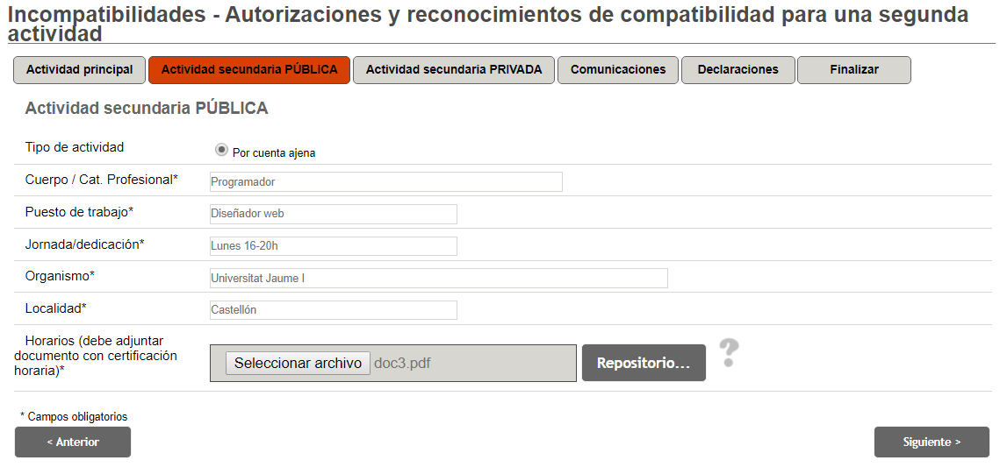 Incompatibilidades - Autorizaciones y reconocimientos de compatibilidad para una segunda
actividad
Actividad principal
Actividad secundaria PÚBLICA
Actividad secundaria PRIVADA
Comunicaciones
Declaraciones
Finalizar
Actividad secundaria PÚBLICA
Tipo de actividad
Por cuenta ajena
Cuerpo / Cat. Profesional*
Programador
Puesto de trabajo*
Diseñador web
Jornada/dedicación*
Lunes 16-20h
Organismo*
Universitat Jaume I
Localidad*
Castellón
Horarios (debe adjuntar
documento con certificación
horaria)*
Seleccionar archivo doc3.pdf
Repositorio...
?
* Campos obligatorios
< Anterior
Siguiente >